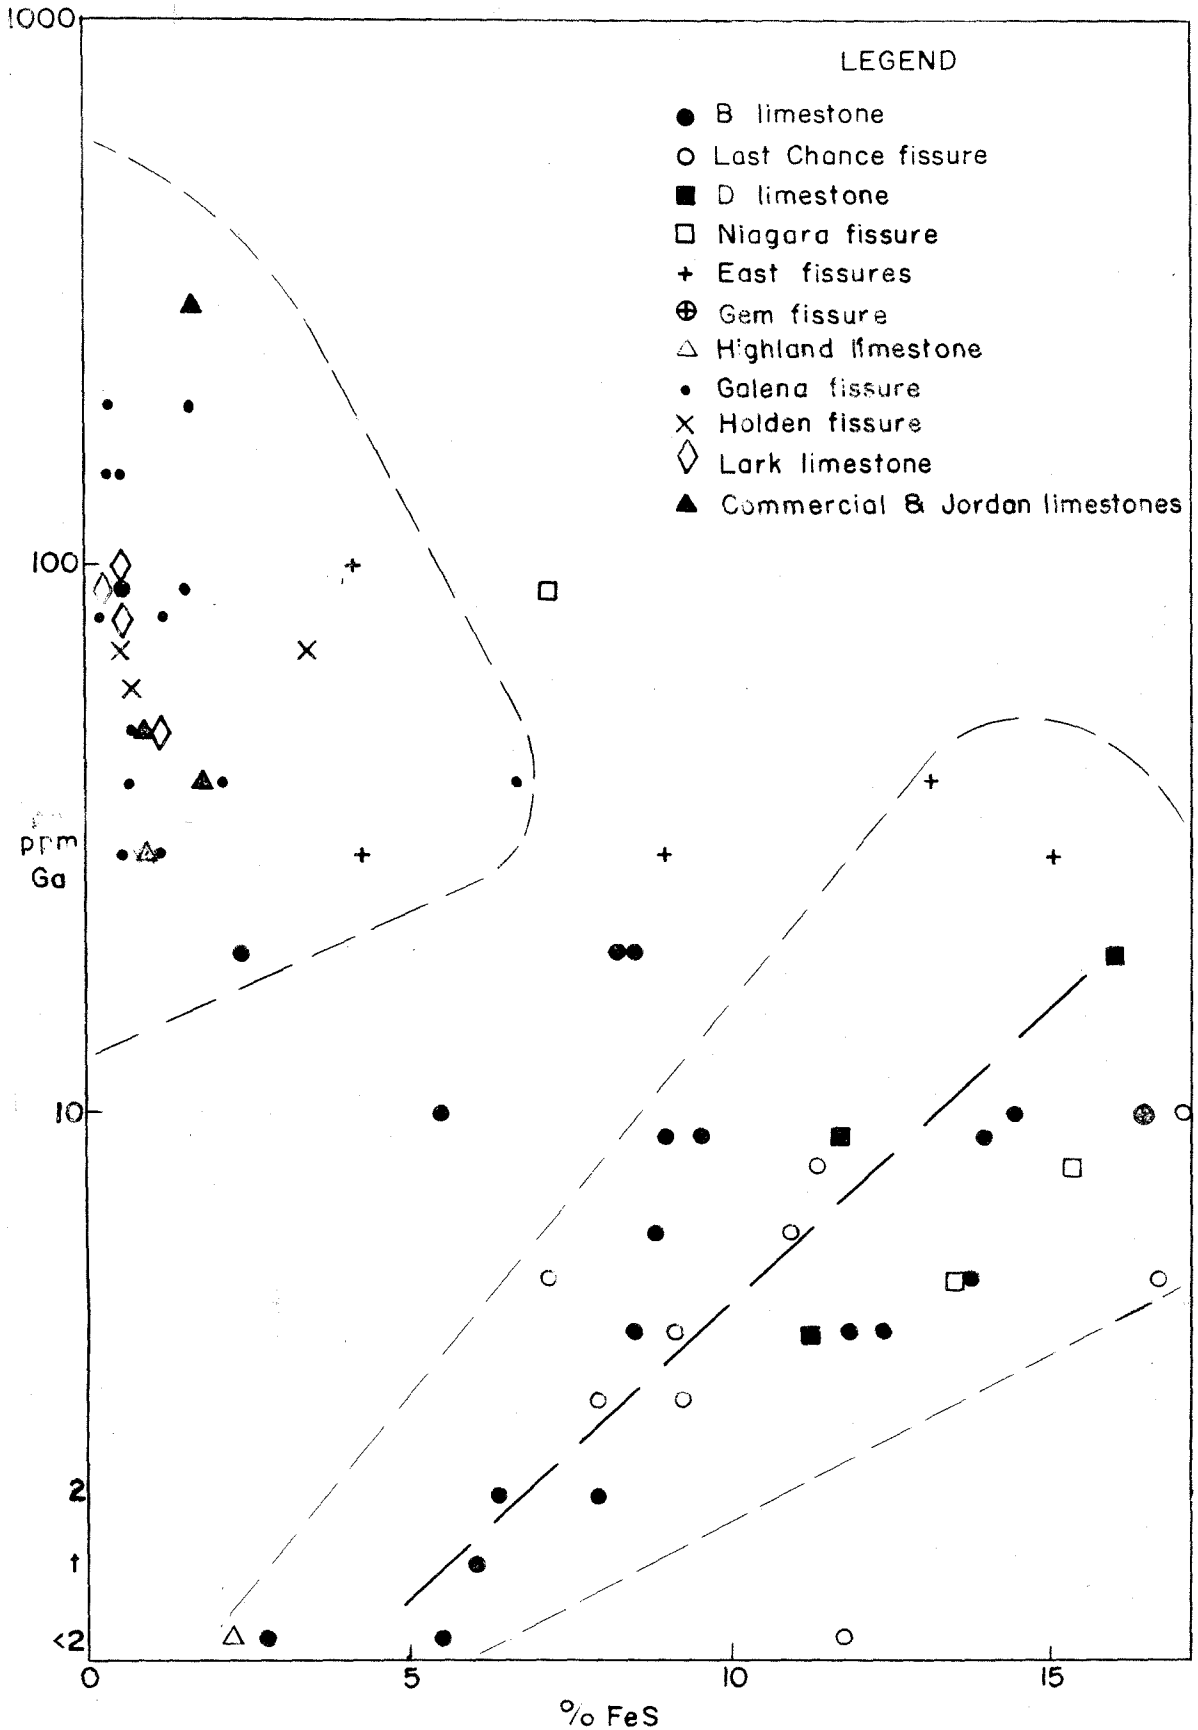 1000
LEGEND
B limestone
Last Chance fissure
D limestone
Niagara fissure
East fissures
Gem fissure
Highland limestone
Galena fissure
Holden fissure
Lark limestone
Commercial & Jordan limestones
100
ppm
Ga
10
2
t
<2
0
5
10
15
% FeS